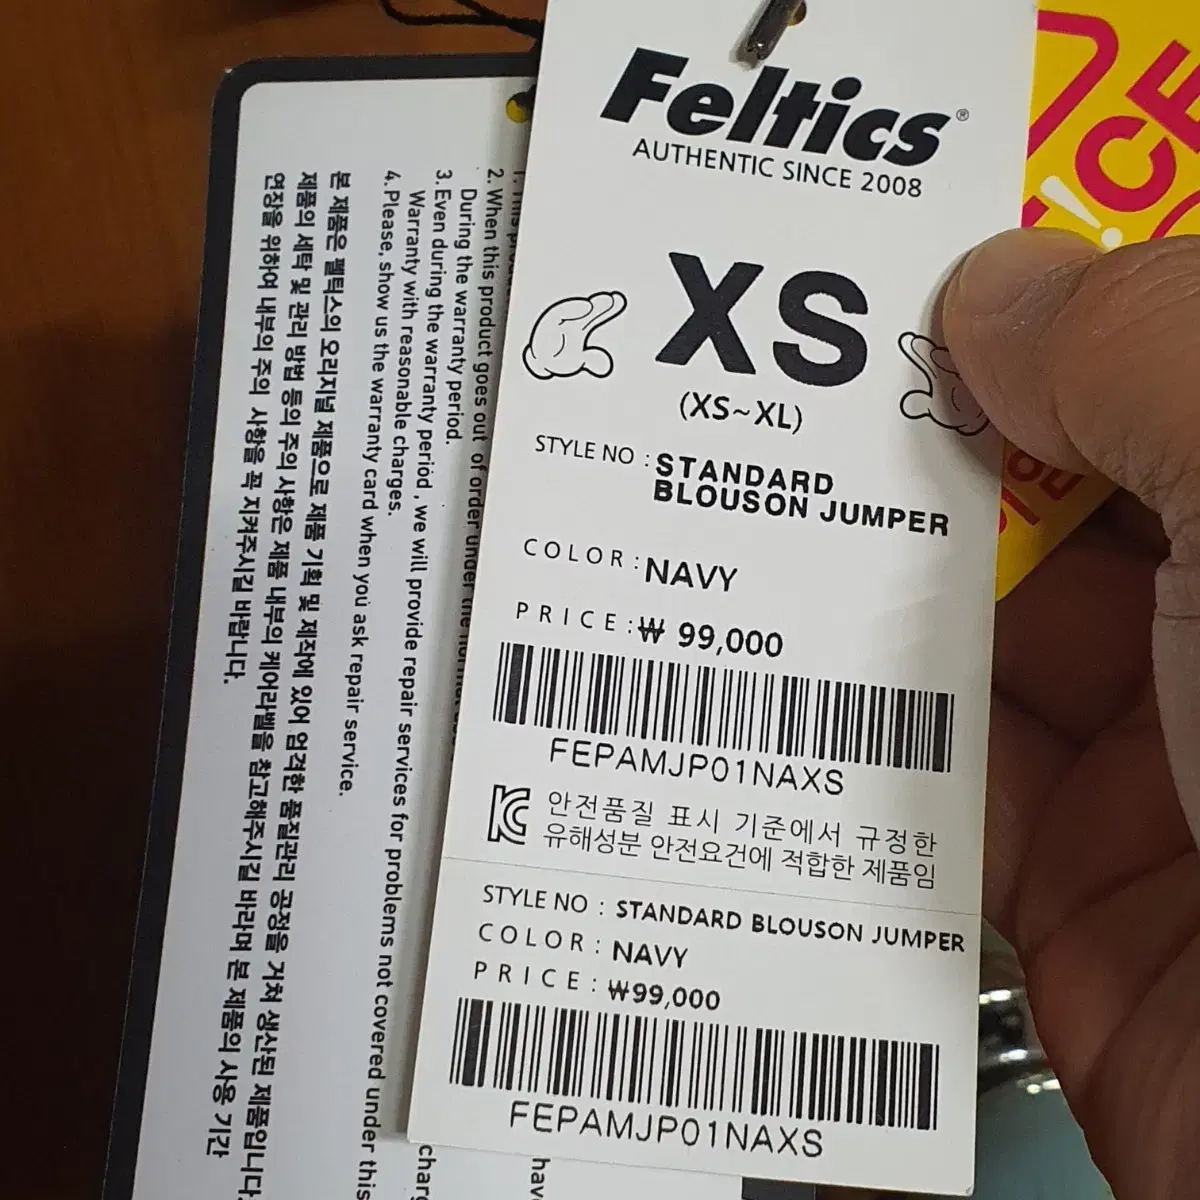 Feltics®
AUTHENTIC SINCE 2008
XS
(XS~XL)
STYLE NO : STANDARD
BLOUSON JUMPER
COLOR : NAVY
PRICE : ₩ 99,000
FEPAMJP01NAXS
안전품질 표시 기준에서 규정한
유해성분 안전요건에 적합한 제품임
STYLE NO : STANDARD BLOUSON JUMPER
COLOR : NAVY
PRICE : ₩99,000
FEPAMJP01NAXS
2. When this product goes out of order under the normal
During the warranty period.
3. Even during the warranty period, we will provide repair services for problems not covered under this
Warranty with reasonable charges.
4. Please, show us the warranty card when you ask repair service.
본 제품은 펠틱스의 오리지널 제품으로 제품 기획 및 제작에 있어 엄격한 품질관리 공정을 거쳐 생산된 제품입니다.
제품의 세탁 및 관리 방법 등의 주의 사항은 제품 내부의 케어라벨을 참고해주시길 바라며 본 제품의 사용 기간
연장을 위하여 내부의 주의 사항을 꼭 지켜주시길 바랍니다.